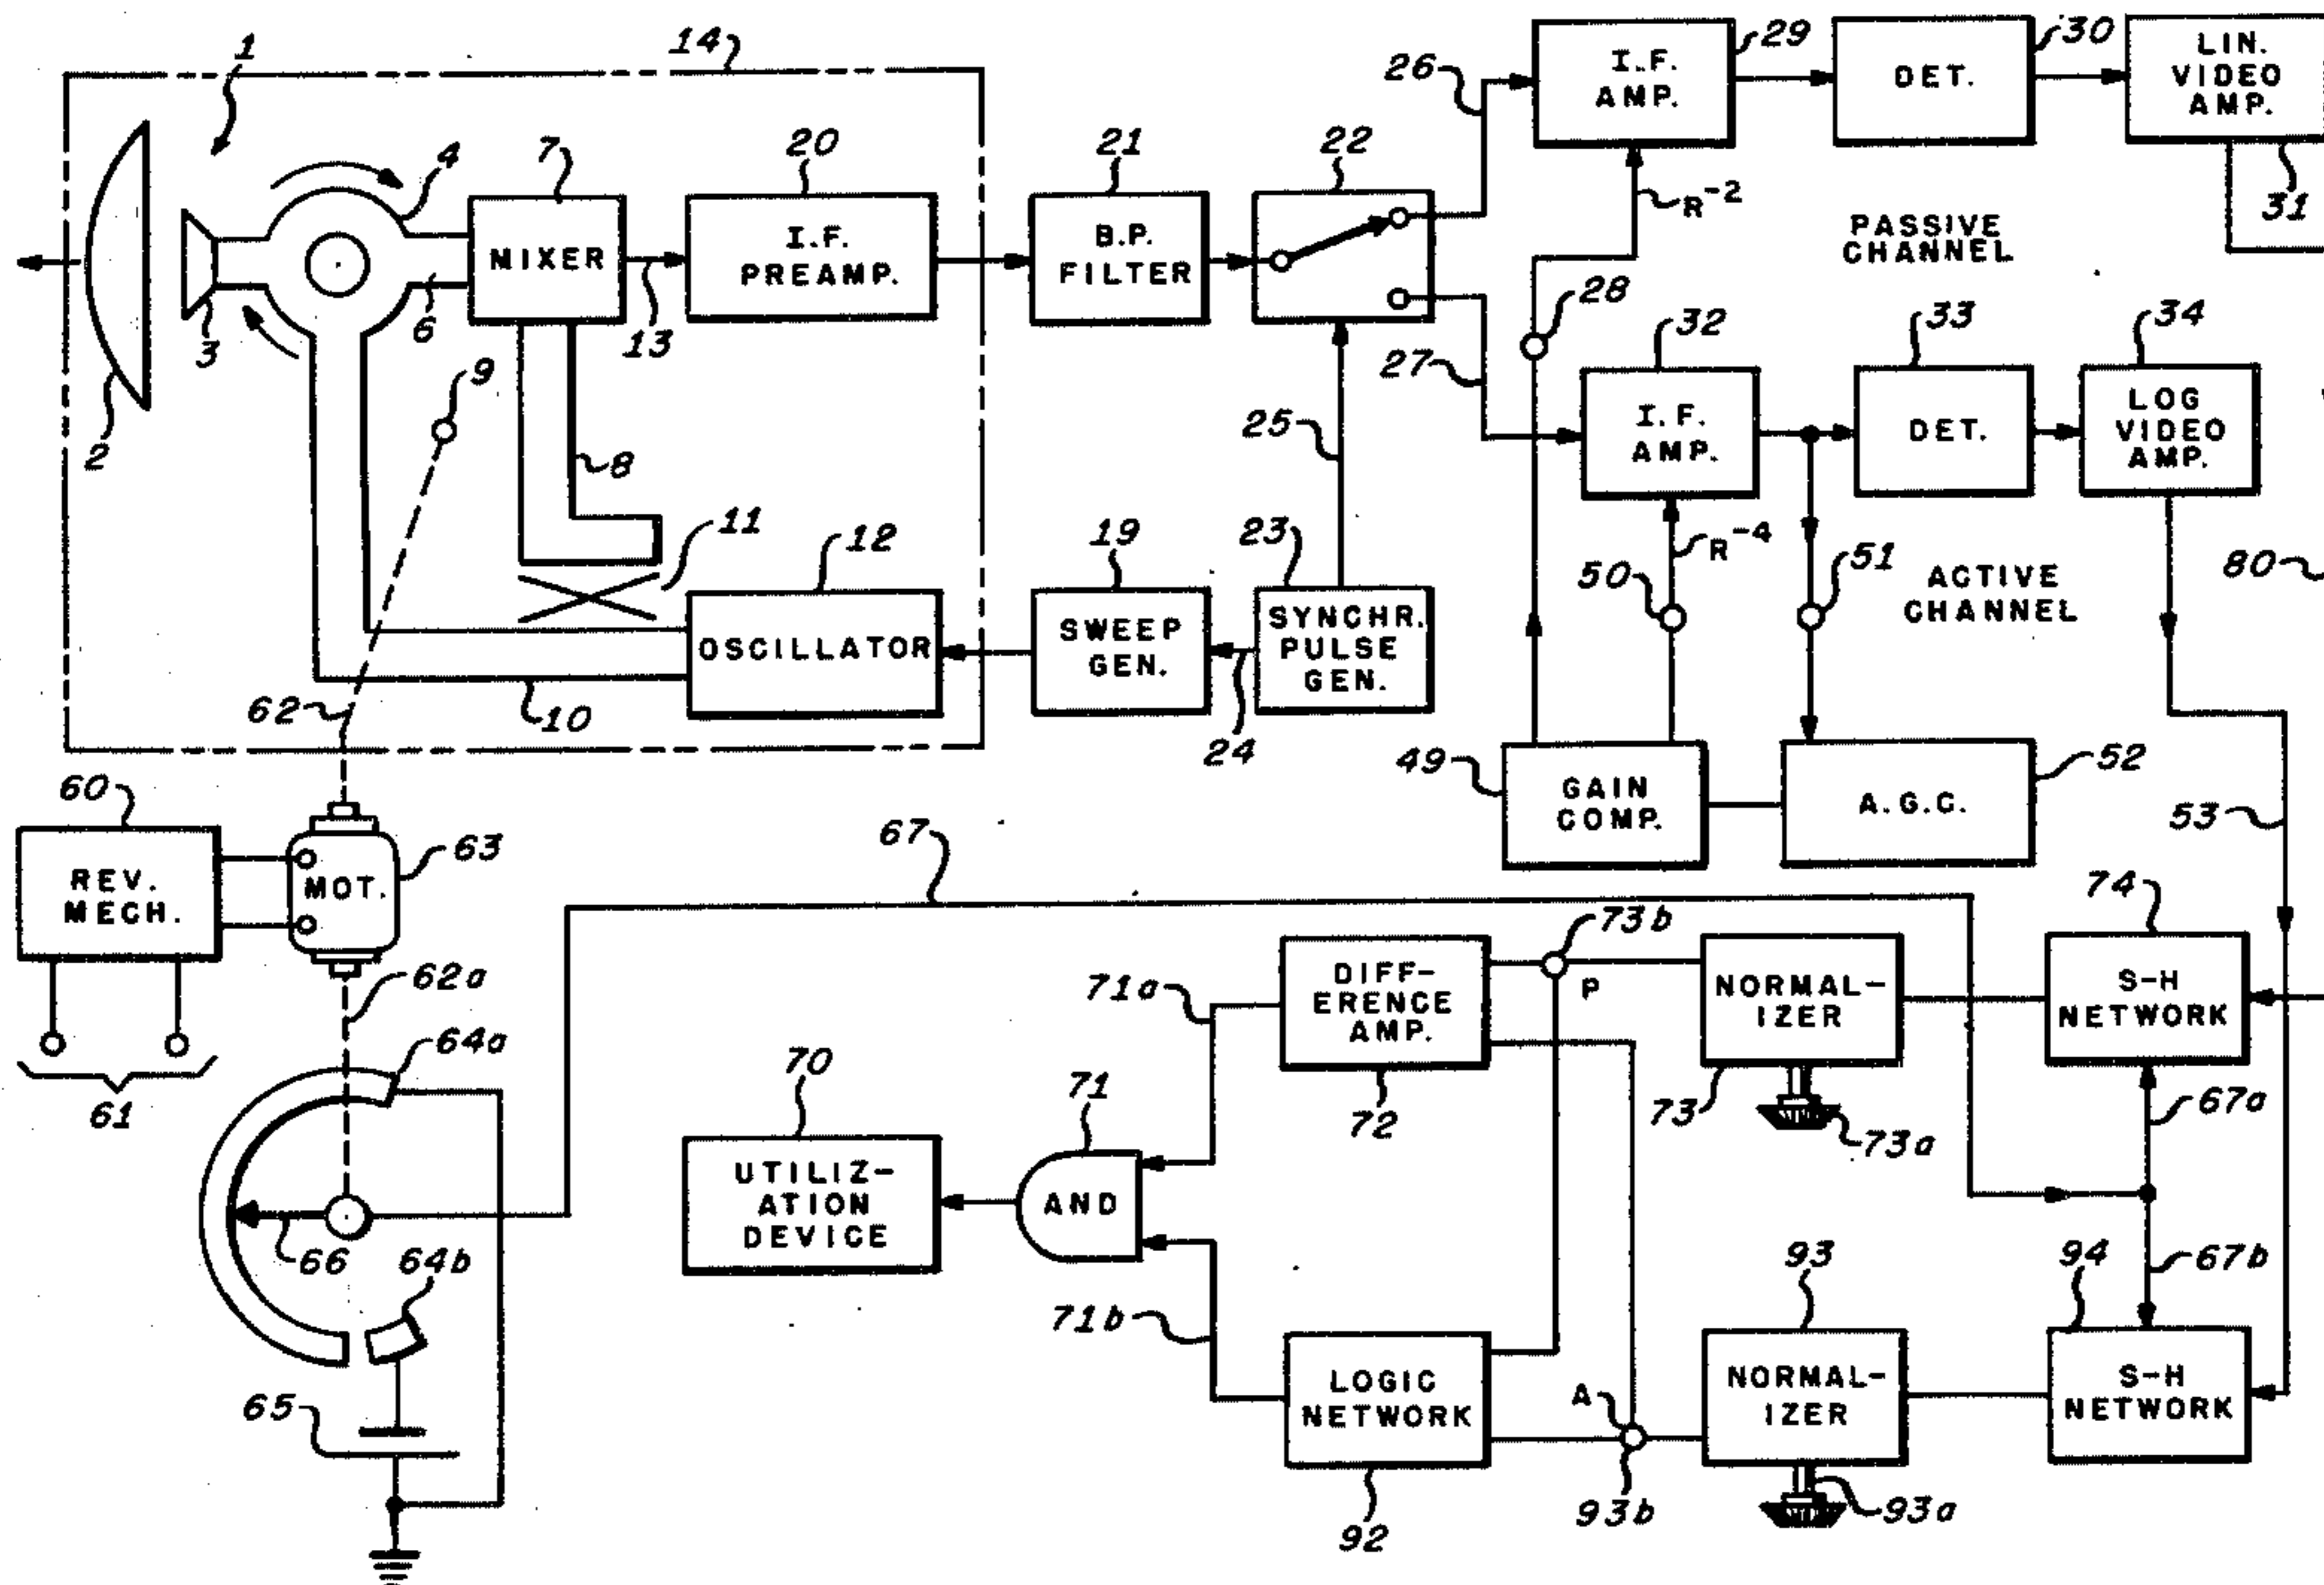 1
14
26
I.F.
AMP.
29
DET.
30
LIN.
VIDEO
AMP.
31
4
7
20
21
22
R-2
PASSIVE
CHANNEL
MIXER
I.F.
PREAMP.
B.P.
FILTER
3
6
13
28
2
9
27
32
33
34
I.F.
AMP.
DET.
LOG
VIDEO
AMP.
8
25
11
12
19
23
R-4
50
51
ACTIVE
CHANNEL
80
OSCILLATOR
SWEEP
GEN.
SYNCHR.
PULSE
GEN.
62
10
24
49
GAIN
COMP.
A.G.C.
52
53
60
REV.
MECH.
MOT.
63
67
74
73b
62a
71a
DIFF-
ERENCE
AMP.
P
NORMAL-
IZER
S-H
NETWORK
61
64a
70
71
72
73
73a
67a
UTILIZ-
ATION
DEVICE
AND
66
64b
71b
93
94
67b
65
LOGIC
NETWORK
A
NORMAL-
IZER
S-H
NETWORK
92
93b
93a